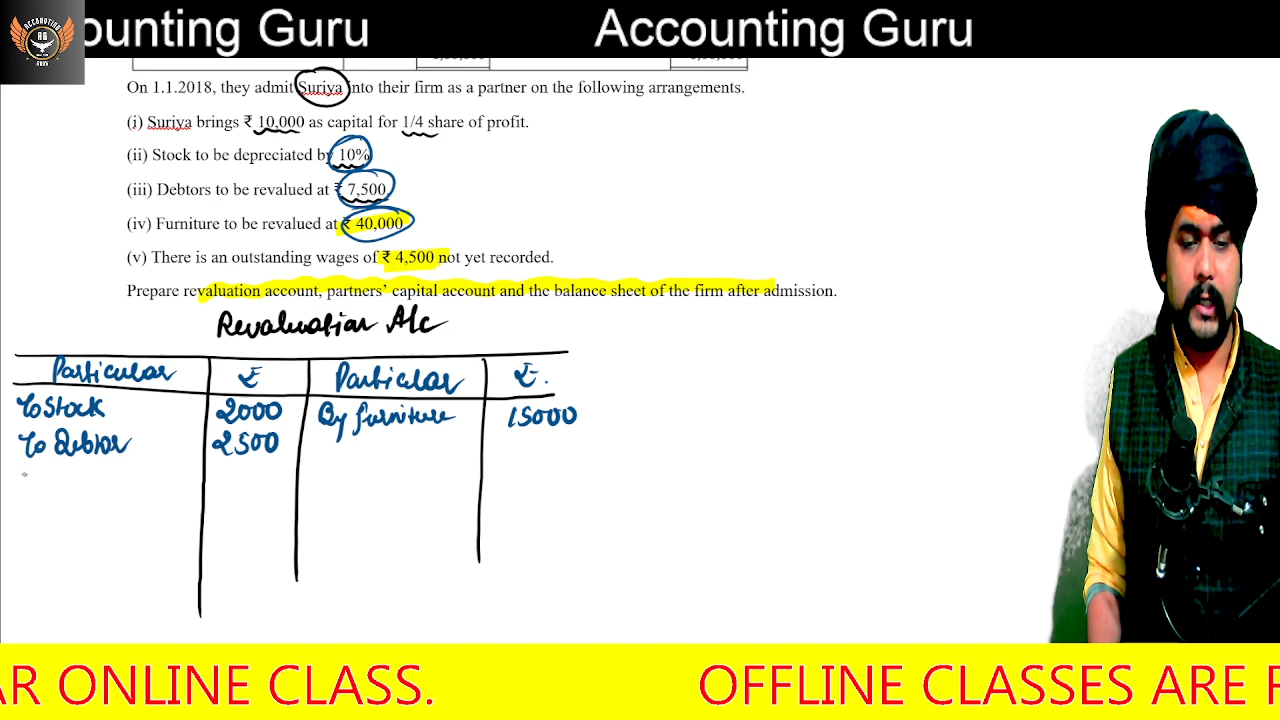 ounting Guru
Accounting Guru
ACCOUNTING
AG
GURU
On 1.1.2018, they admit Suriya into their firm as a partner on the following arrangements.
(i) Suriya brings ₹ 10,000 as capital for 1/4 share of profit.
(ii) Stock to be depreciated by 10%
(iii) Debtors to be revalued at ₹ 7,500
(iv) Furniture to be revalued at ₹ 40,000
(v) There is an outstanding wages of ₹ 4,500 not yet recorded.
Prepare revaluation account, partners’ capital account and the balance sheet of the firm after admission.
Revaluation A/c
Particular ₹ Particular ₹.
To Stock 2000 By furniture 15000
To Debtor 2500
AR ONLINE CLASS. OFFLINE CLASSES ARE